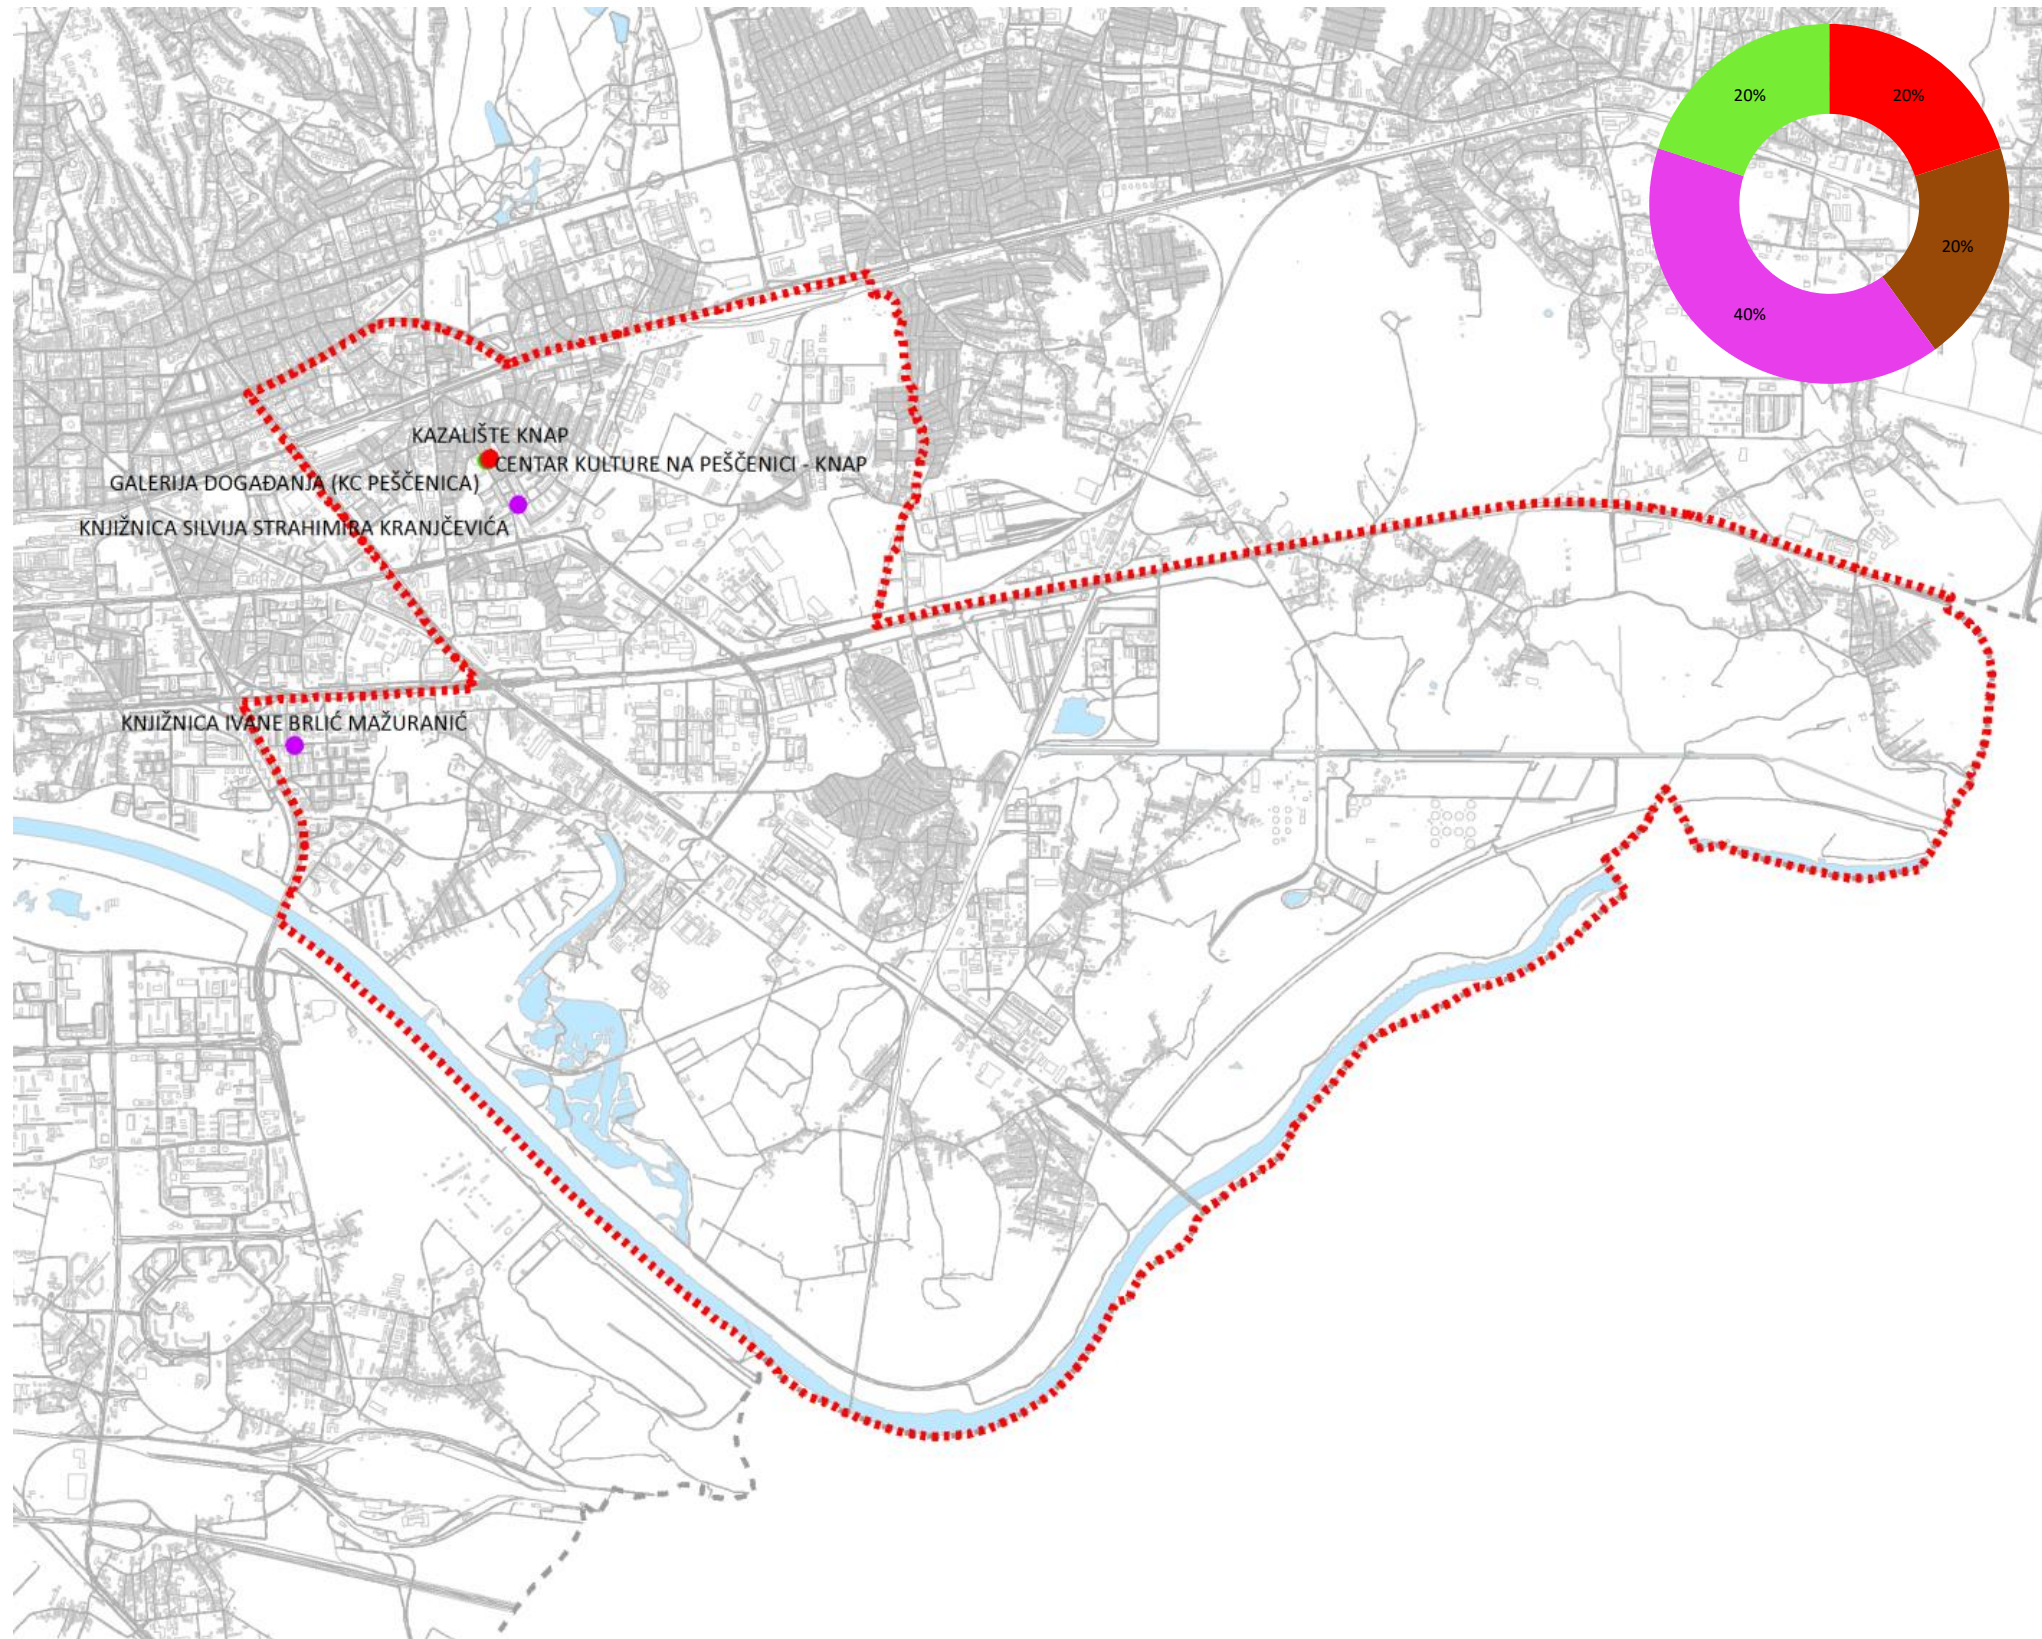 20%
20%
20%
40%
KAZALIŠTE KNAP
CENTAR KULTURE NA PEŠČENICI - KNAP
GALERIJA DOGAĐANJA (KC PEŠČENICA)
KNJIŽNICA SILVIJA STRAHIMIRA KRANJČEVIĆA
KNJIŽNICA IVANE BRLIĆ MAŽURANIĆ